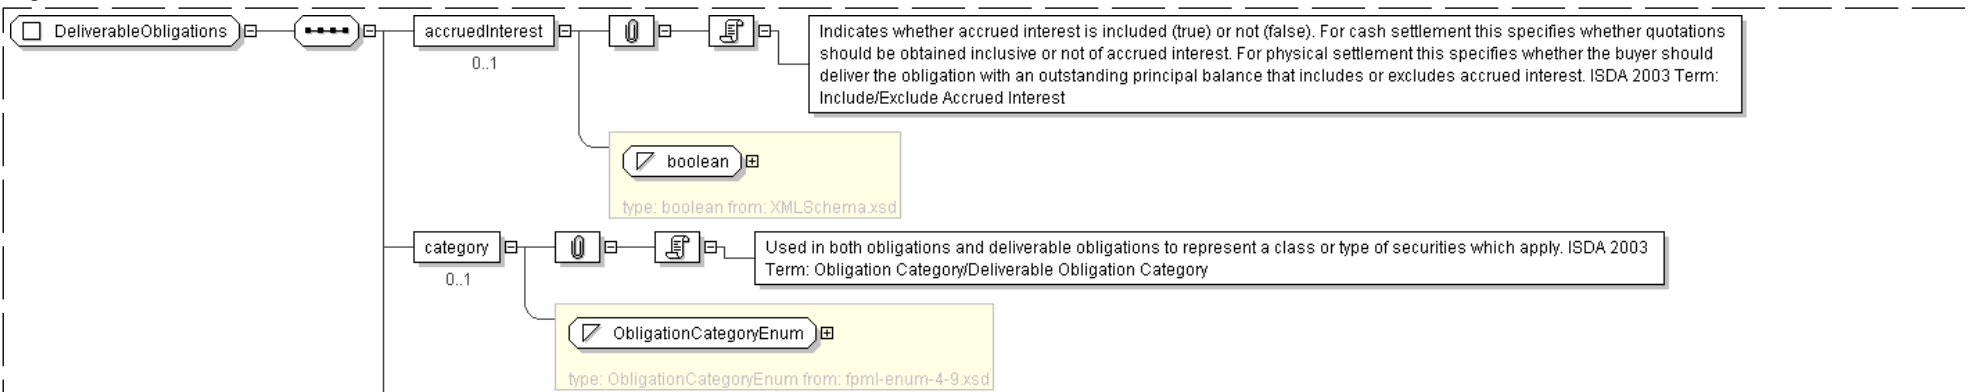 DeliverableObligations
accruedInterest
0..1
Indicates whether accrued interest is included (true) or not (false). For cash settlement this specifies whether quotations
should be obtained inclusive or not of accrued interest. For physical settlement this specifies whether the buyer should
deliver the obligation with an outstanding principal balance that includes or excludes accrued interest. ISDA 2003 Term:
Include/Exclude Accrued Interest
boolean
type: boolean from: XMLSchema.xsd
category
0..1
Used in both obligations and deliverable obligations to represent a class or type of securities which apply. ISDA 2003
Term: Obligation Category/Deliverable Obligation Category
ObligationCategoryEnum
type: ObligationCategoryEnum from: fpml-enum-4-9.xsd